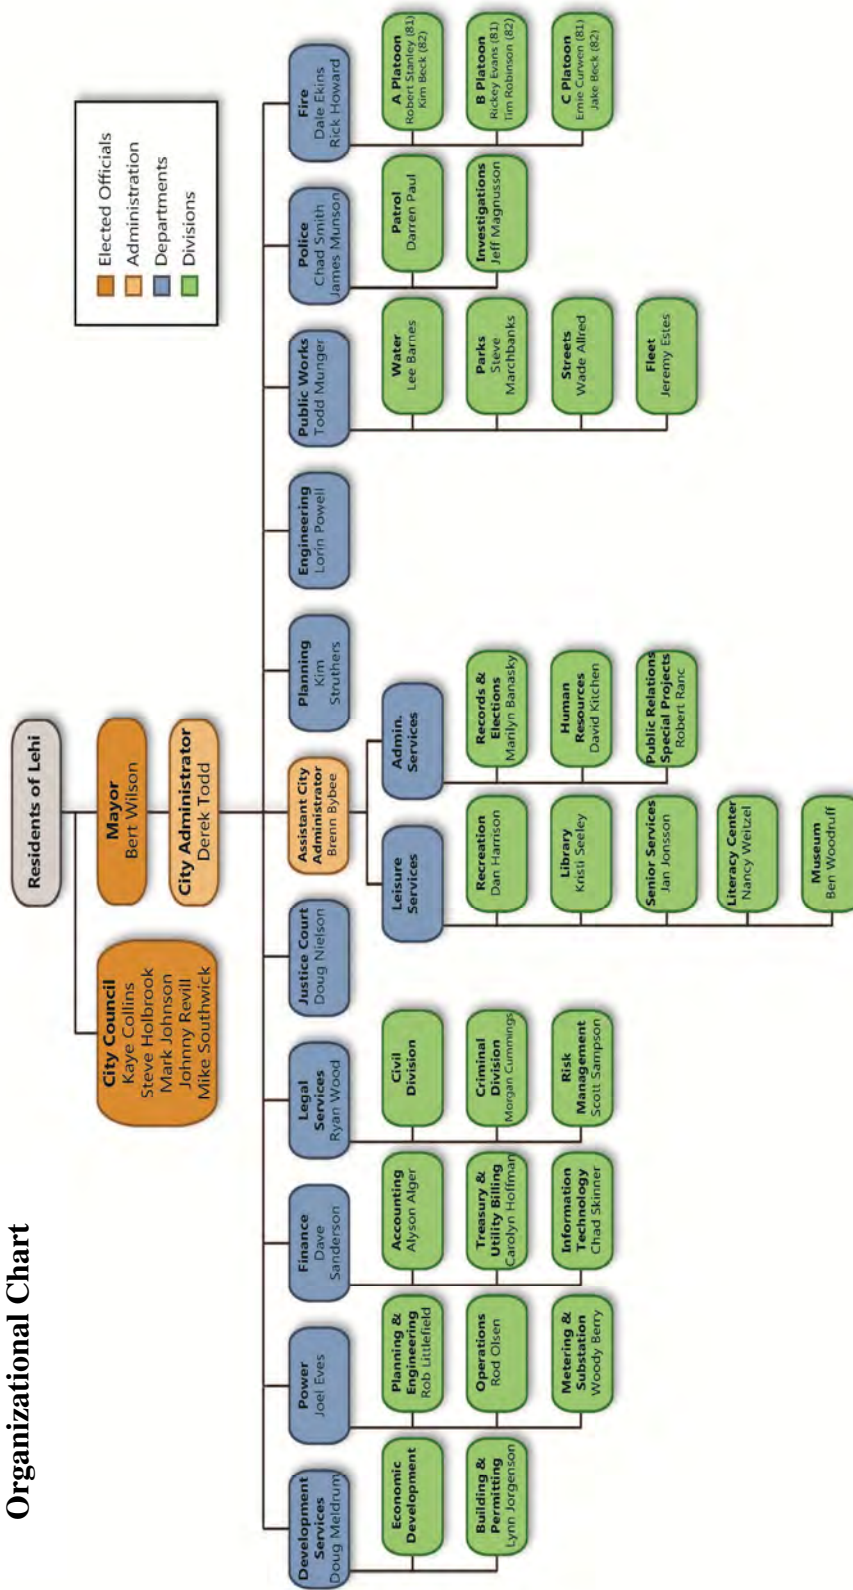 Organizational Chart
Elected Officials
Administration
Departments
Divisions
Residents of Lehi
City Council
Kaye Collins
Steve Holbrook
Mark Johnson
Johnny Revill
Mike Southwick
Mayor
Bert Wilson
City Administrator
Derek Todd
Development
Services
Doug Meldrum
Economic
Development
Building &
Permitting
Lynn Jorgenson
Power
Joel Eves
Planning &
Engineering
Rob Littlefield
Operations
Rod Olsen
Metering &
Substation
Woody Berry
Finance
Dave
Sanderson
Accounting
Alyson Alger
Treasury &
Utility Billing
Carolyn Hoffman
Information
Technology
Chad Skinner
Legal
Services
Ryan Wood
Civil
Division
Criminal
Division
Morgan Cummings
Risk
Management
Scott Sampson
Justice Court
Doug Nielson
Assistant City
Administrator
Brenn Bybee
Leisure
Services
Recreation
Dan Harrison
Library
Kristi Seeley
Senior Services
Jan Jonsson
Literacy Center
Nancy Weitzel
Museum
Ben Woodruff
Admin.
Services
Records &
Elections
Marilyn Banasky
Human
Resources
David Kitchen
Public Relations
Special Projects
Robert Ranc
Planning
Kim
Struthers
Engineering
Lorin Powell
Public Works
Todd Munger
Water
Lee Barnes
Parks
Steve
Marchbanks
Streets
Wade Allred
Fleet
Jeremy Estes
Police
Chad Smith
James Munson
Patrol
Darren Paul
Investigations
Jeff Magnusson
Fire
Dale Ekins
Rick Howard
A Platoon
Robert Stanley (81)
Kim Beck (82)
B Platoon
Rickey Evans (81)
Tim Robinson (82)
C Platoon
Ernie Curwen (81)
Jake Beck (82)